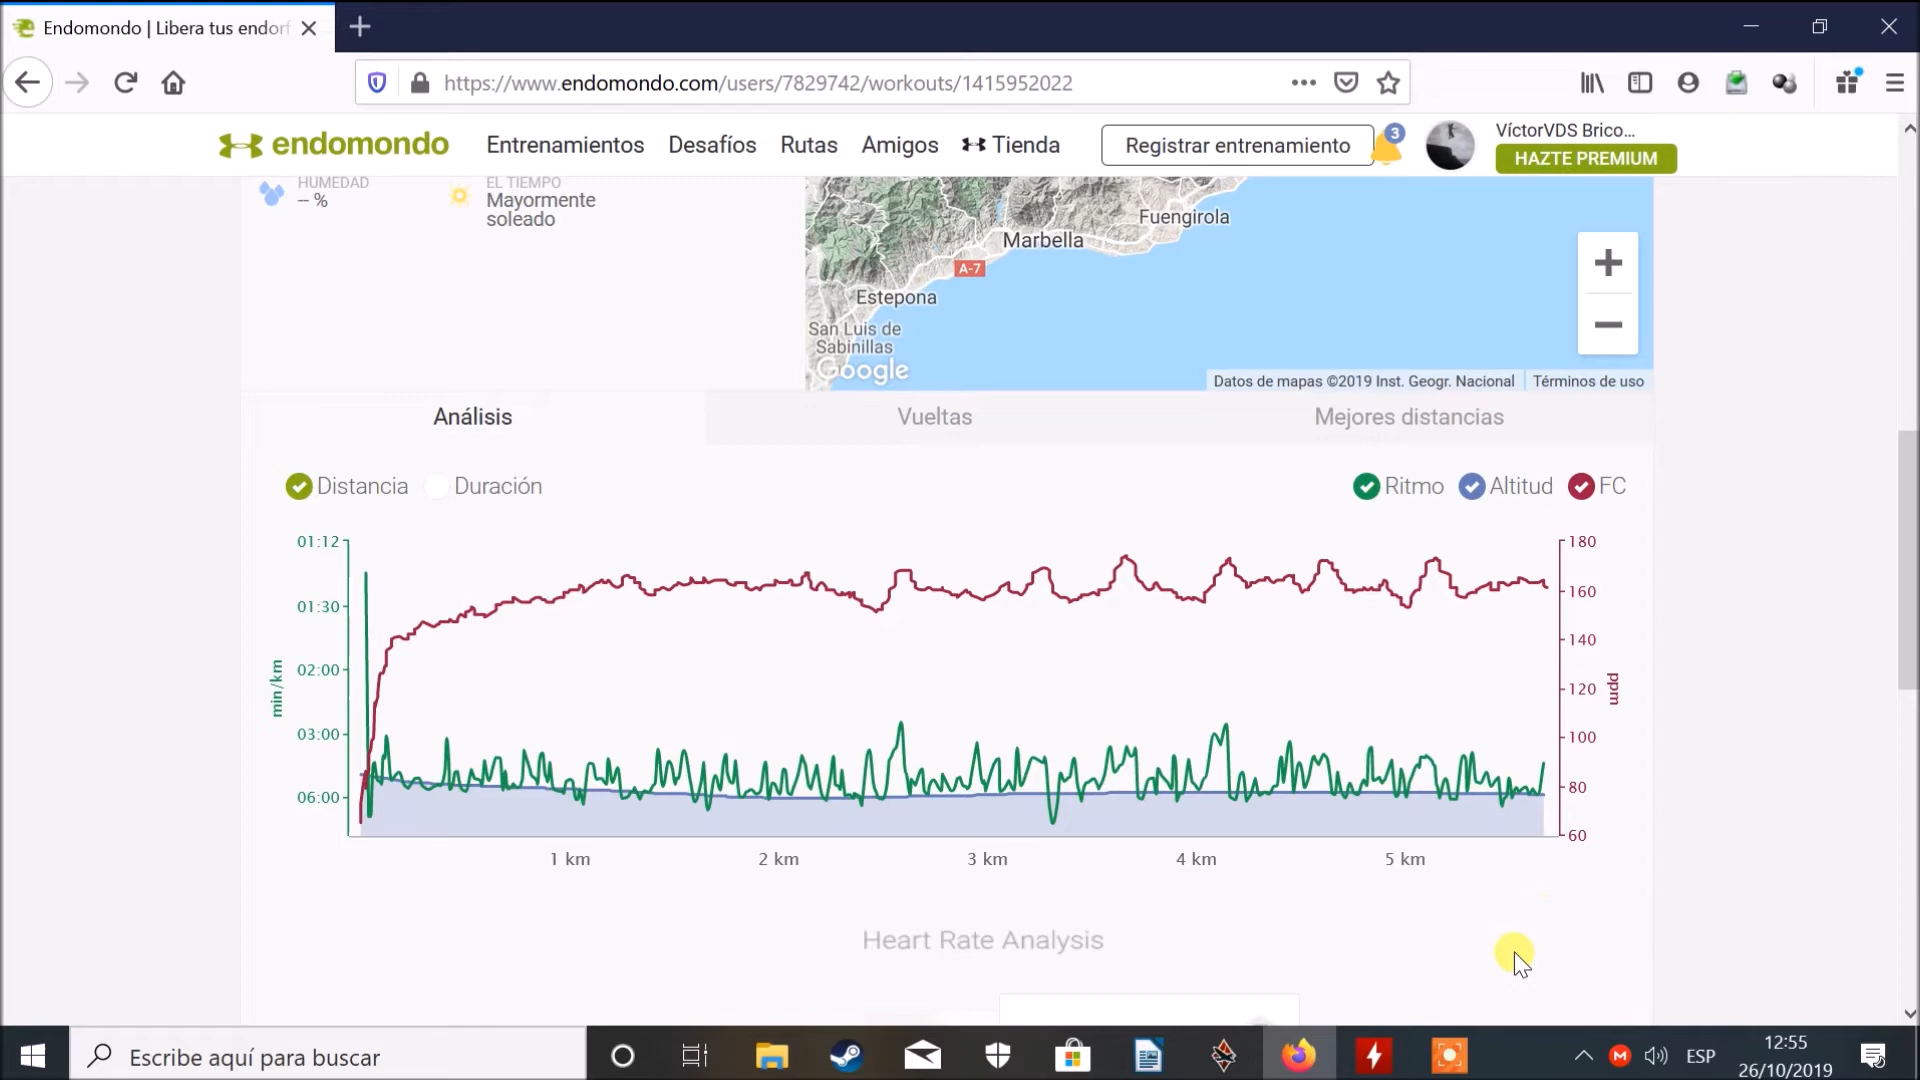 Endomondo | Libera tus endorf
https://www.endomondo.com/users/7829742/workouts/1415952022
endomondo
Entrenamientos
Desafíos
Rutas
Amigos
Tienda
Registrar entrenamiento
3
VíctorVDS Brico...
HAZTE PREMIUM
HUMEDAD
-- %
EL TIEMPO
Mayormente
soleado
Fuengirola
Marbella
A-7
Estepona
San Luis de
Sabinillas
Google
+
−
Datos de mapas ©2019 Inst. Geogr. Nacional
Términos de uso
Análisis
Vueltas
Mejores distancias
Distancia
Duración
Ritmo
Altitud
FC
01:12
01:30
02:00
03:00
06:00
min/km
180
160
140
120
100
80
60
ppm
1 km
2 km
3 km
4 km
5 km
Heart Rate Analysis
Escribe aquí para buscar
ESP
12:55
26/10/2019